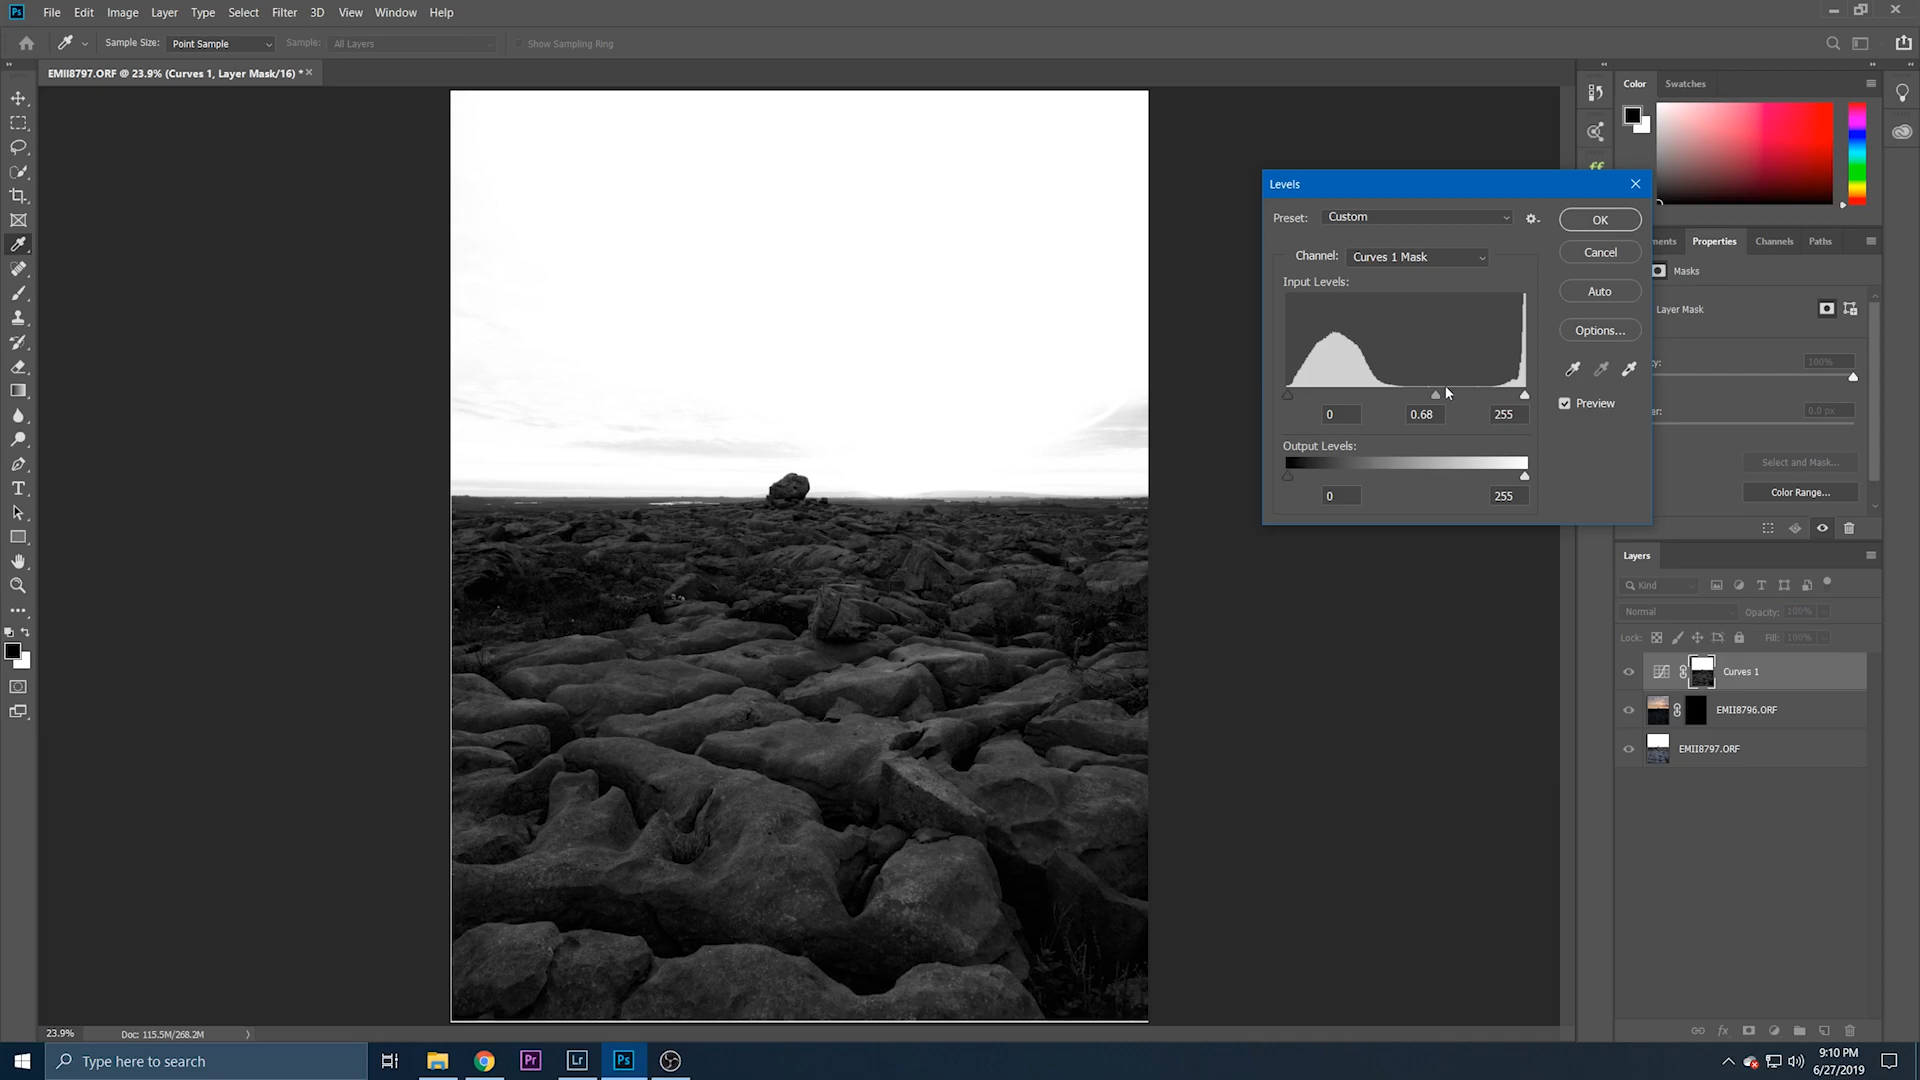 Ps File Edit Image Layer Type Select Filter 3D View Window Help
Sample Size: Point Sample Sample: All Layers Show Sampling Ring
EMII8797.ORF @ 23.9% (Curves 1, Layer Mask/16) *
Color Swatches
Levels
Preset: Custom
OK
Channel: Curves 1 Mask
Cancel
Input Levels:
Auto
Options...
Preview
0 0.68 255
Output Levels:
0 255
Properties Channels Paths
Masks
Layer Mask
100%
0.0 px
Select and Mask...
Color Range...
Layers
Kind
Normal Opacity: 100%
Lock: Fill: 100%
Curves 1
EMII8796.ORF
EMII8797.ORF
23.9% Doc: 115.5M/268.2M
Type here to search
Pr Lr Ps
9:10 PM
6/27/2019